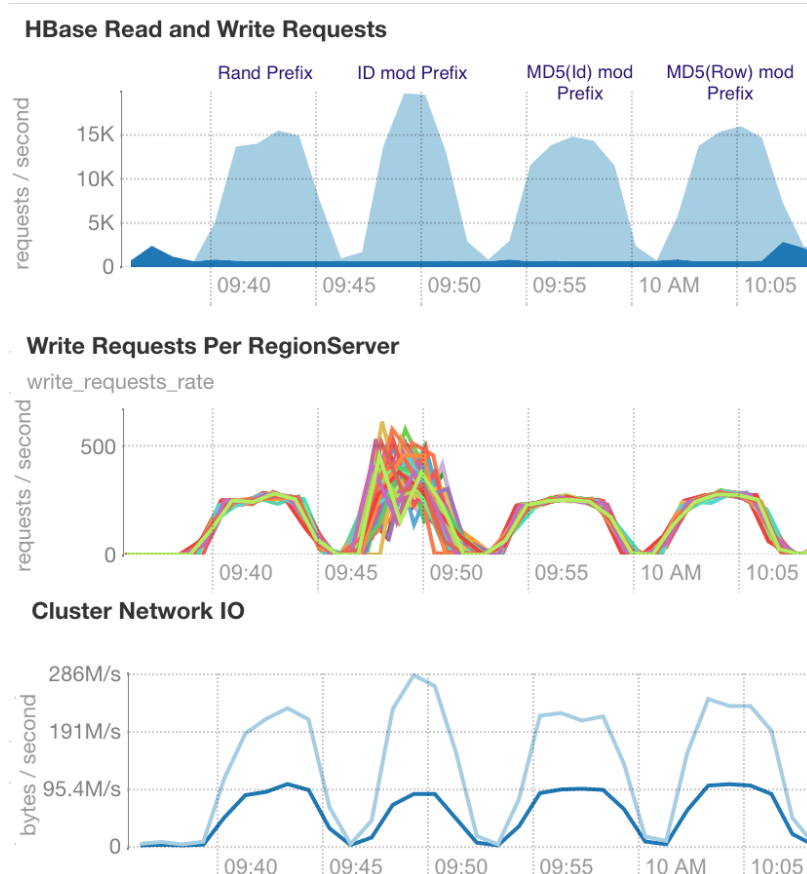 HBase Read and Write Requests
Rand Prefix
ID mod Prefix
MD5(Id) mod
Prefix
MD5(Row) mod
Prefix
requests / second
15K
10K
5K
0
09:40
09:45
09:50
09:55
10 AM
10:05
Write Requests Per RegionServer
write_requests_rate
requests / second
500
0
09:40
09:45
09:50
09:55
10 AM
10:05
Cluster Network IO
bytes / second
286M/s
191M/s
95.4M/s
0
09:40
09:45
09:50
09:55
10 AM
10:05